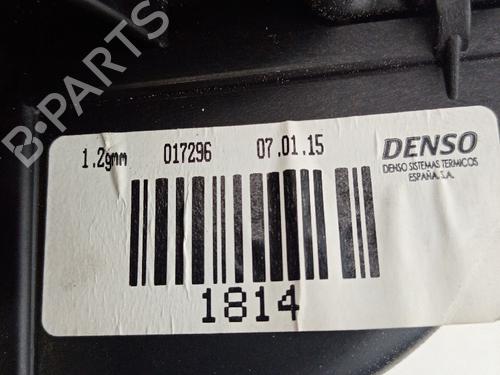 B-PARTS
1.2gmm 017296 07.01.15
DENSO
DENSO SISTEMAS TERMICOS
ESPAÑA, S.A.
1814